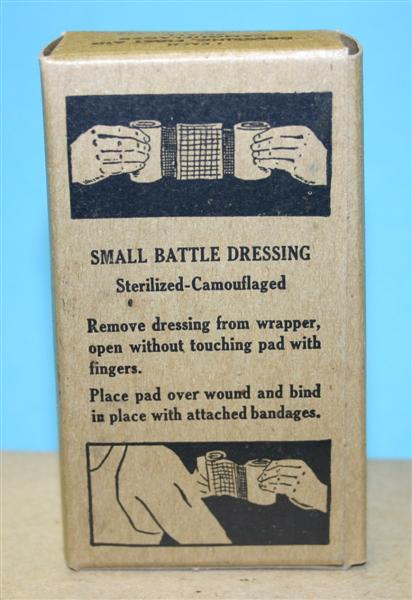 SMALL BATTLE DRESSING
Sterilized-Camouflaged
Remove dressing from wrapper,
open without touching pad with
fingers.
Place pad over wound and bind
in place with attached bandages.